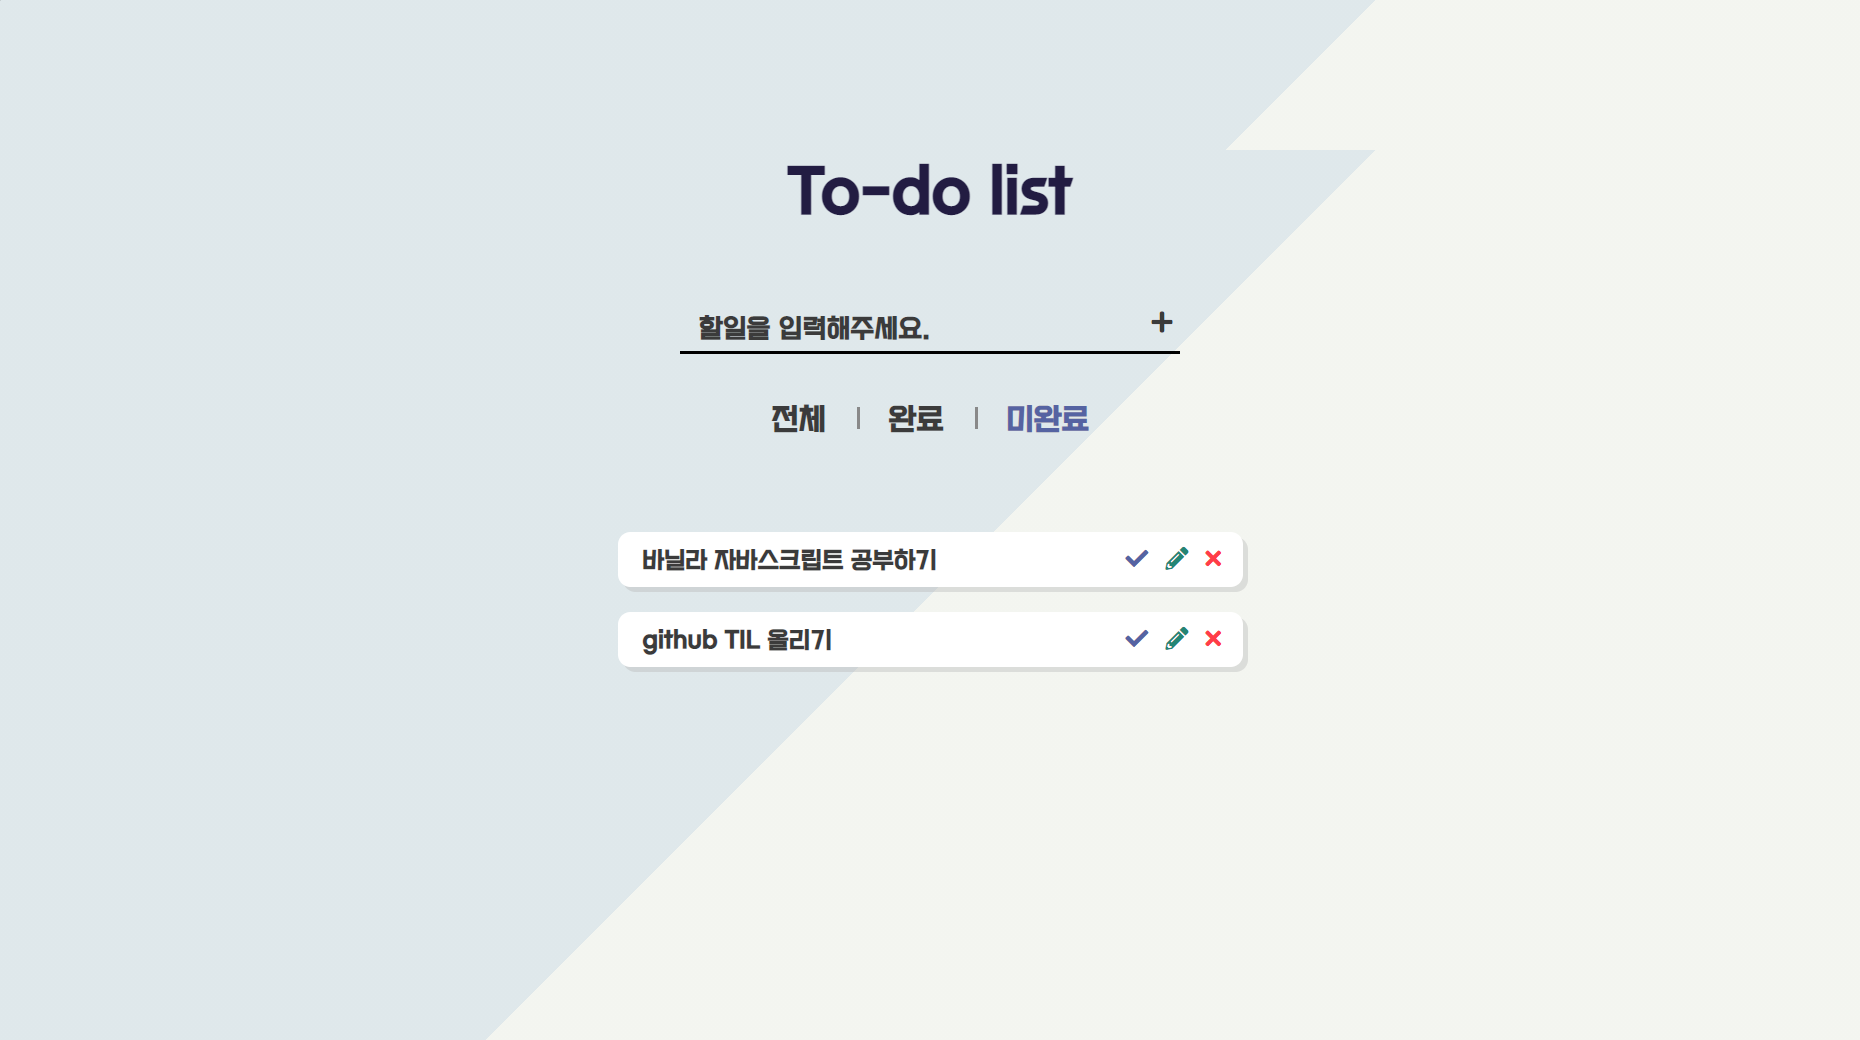 To-do list
할일을 입력해주세요.
전체 | 완료 | 미완료
바닐라 자바스크립트 공부하기
github TIL 올리기